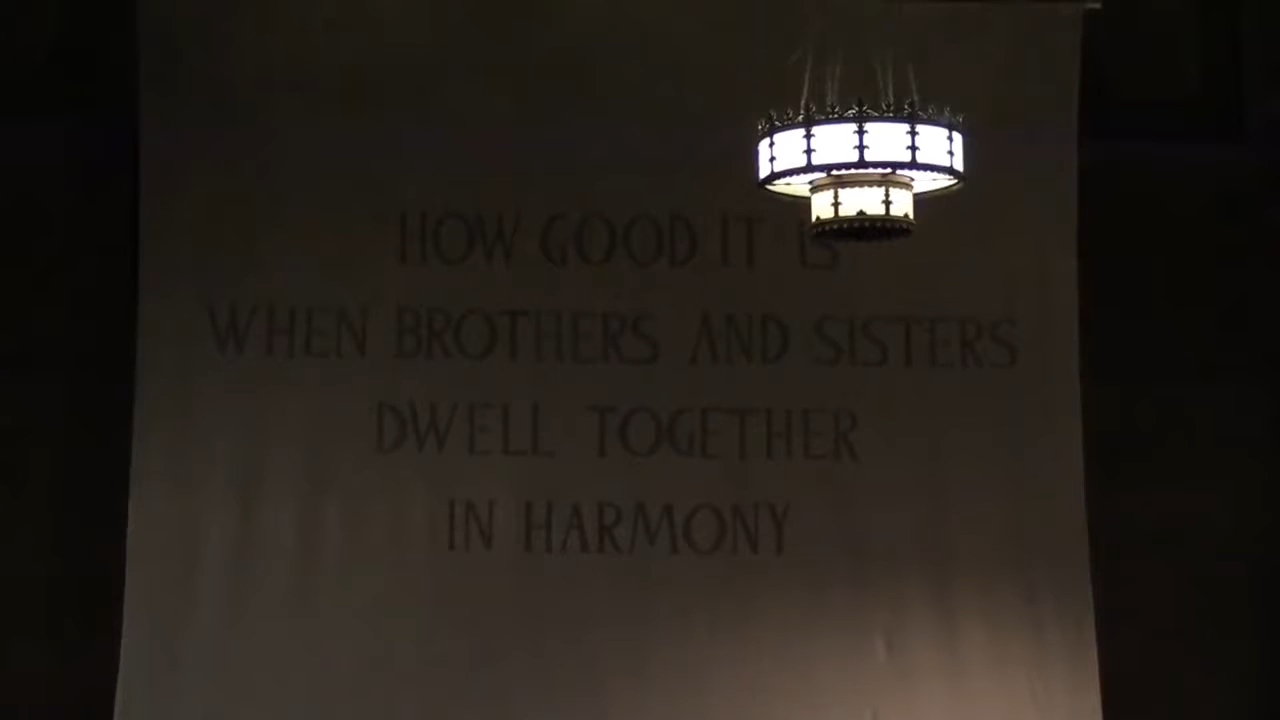 HOW GOOD IT IS
WHEN BROTHERS AND SISTERS
DWELL TOGETHER
IN HARMONY